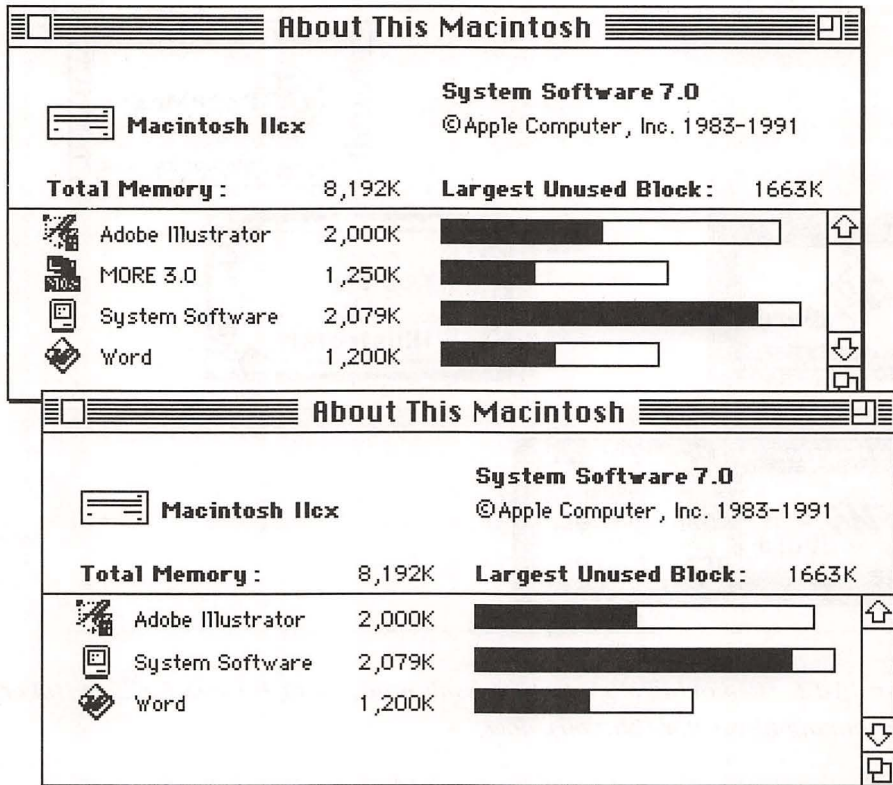 About This Macintosh
System Software 7.0
Macintosh IIcx ©Apple Computer, Inc. 1983-1991
Total Memory: 8,192K Largest Unused Block: 1663K
Adobe Illustrator 2,000K
MORE 3.0 1,250K
System Software 2,079K
Word 1,200K
About This Macintosh
System Software 7.0
Macintosh IIcx ©Apple Computer, Inc. 1983-1991
Total Memory: 8,192K Largest Unused Block: 1663K
Adobe Illustrator 2,000K
System Software 2,079K
Word 1,200K